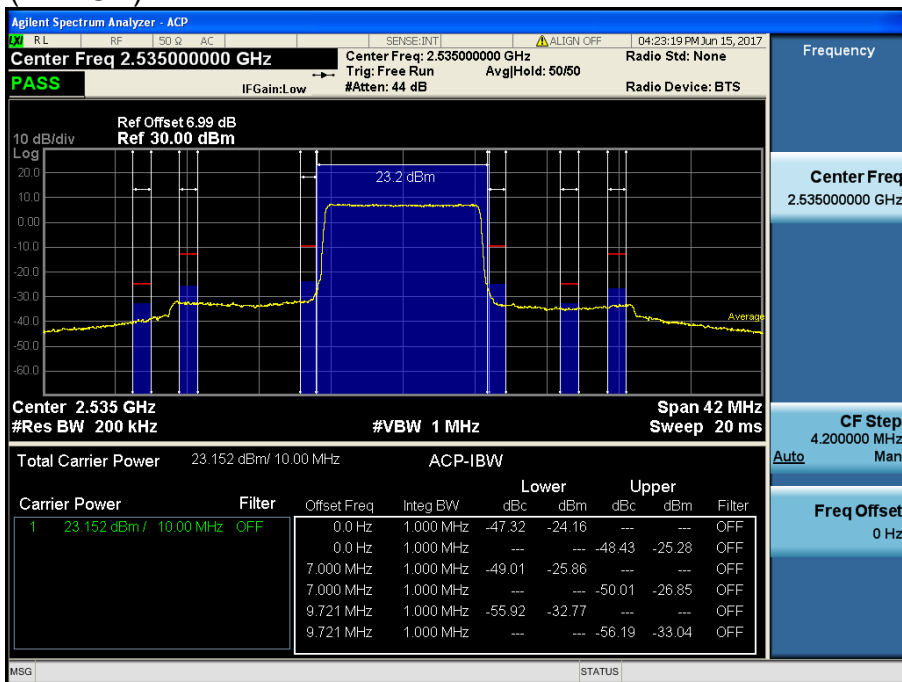 Agilent Spectrum Analyzer - ACP
LXI RL RF 50 Ω AC SENSE:INT ALIGN OFF 04:23:19 PM Jun 15, 2017
Center Freq 2.535000000 GHz
Center Freq: 2.535000000 GHz
Radio Std: None
Trig: Free Run Avg|Hold: 50/50
PASS
IFGain:Low
#Atten: 44 dB
Radio Device: BTS
Ref Offset 6.99 dB
10 dB/div Ref 30.00 dBm
Log
20.0
10.0
0.00
-10.0
-20.0
-30.0
-40.0
-50.0
-60.0
23.2 dBm
Average
Center 2.535 GHz
Span 42 MHz
#Res BW 200 kHz
#VBW 1 MHz
Sweep 20 ms
Total Carrier Power 23.152 dBm/ 10.00 MHz
ACP-IBW
Lower Upper
Carrier Power Filter
Offset Freq Integ BW dBc dBm dBc dBm Filter
1 23.152 dBm / 10.00 MHz OFF
0.0 Hz 1.000 MHz -47.32 -24.16 --- --- OFF
0.0 Hz 1.000 MHz --- --- -48.43 -25.28 OFF
7.000 MHz 1.000 MHz -49.01 -25.86 --- --- OFF
7.000 MHz 1.000 MHz --- --- -50.01 -26.85 OFF
9.721 MHz 1.000 MHz -55.92 -32.77 --- --- OFF
9.721 MHz 1.000 MHz --- --- -56.19 -33.04 OFF
MSG
STATUS
Frequency
Center Freq
2.535000000 GHz
CF Step
4.200000 MHz
Auto Man
Freq Offset
0 Hz